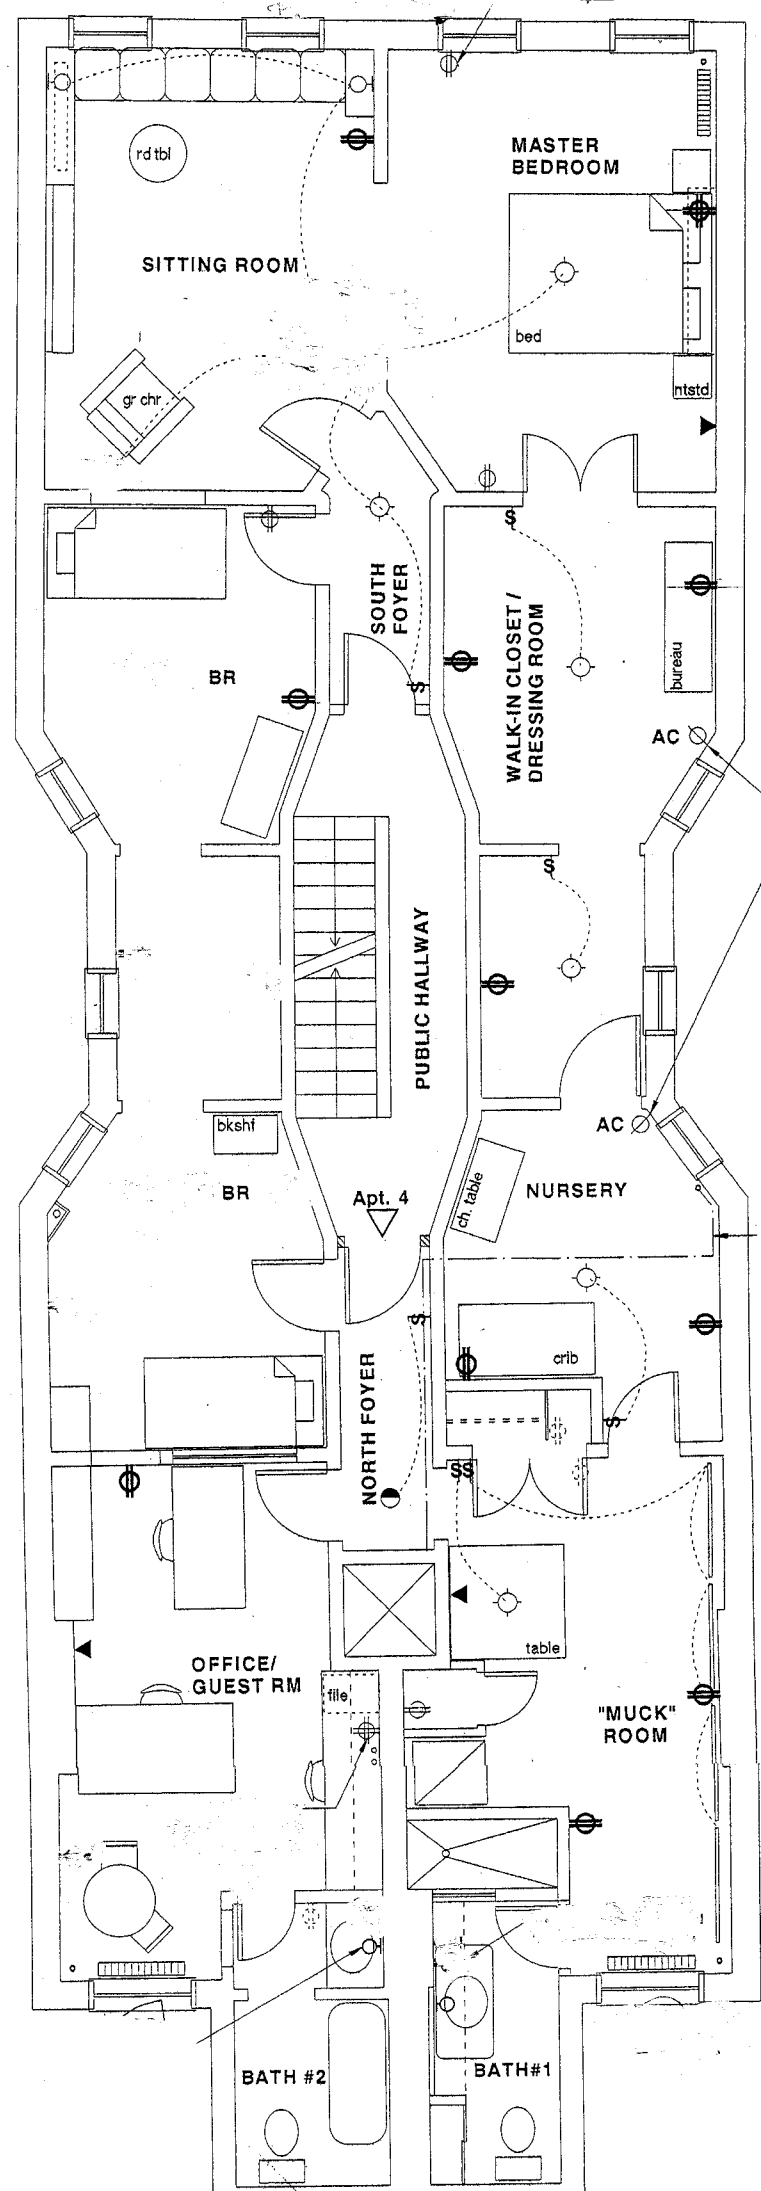 rd tbl
MASTER
BEDROOM
SITTING ROOM
bed
gr chr
ntstd
S
SOUTH
FOYER
WALK-IN CLOSET /
DRESSING ROOM
bureau
BR
S
AC
S
PUBLIC HALLWAY
bkshf
AC
BR
Apt. 4
ch. table
NURSERY
S
crib
NORTH FOYER
S
SS
table
OFFICE/
GUEST RM
file
"MUCK"
ROOM
BATH #2
BATH#1